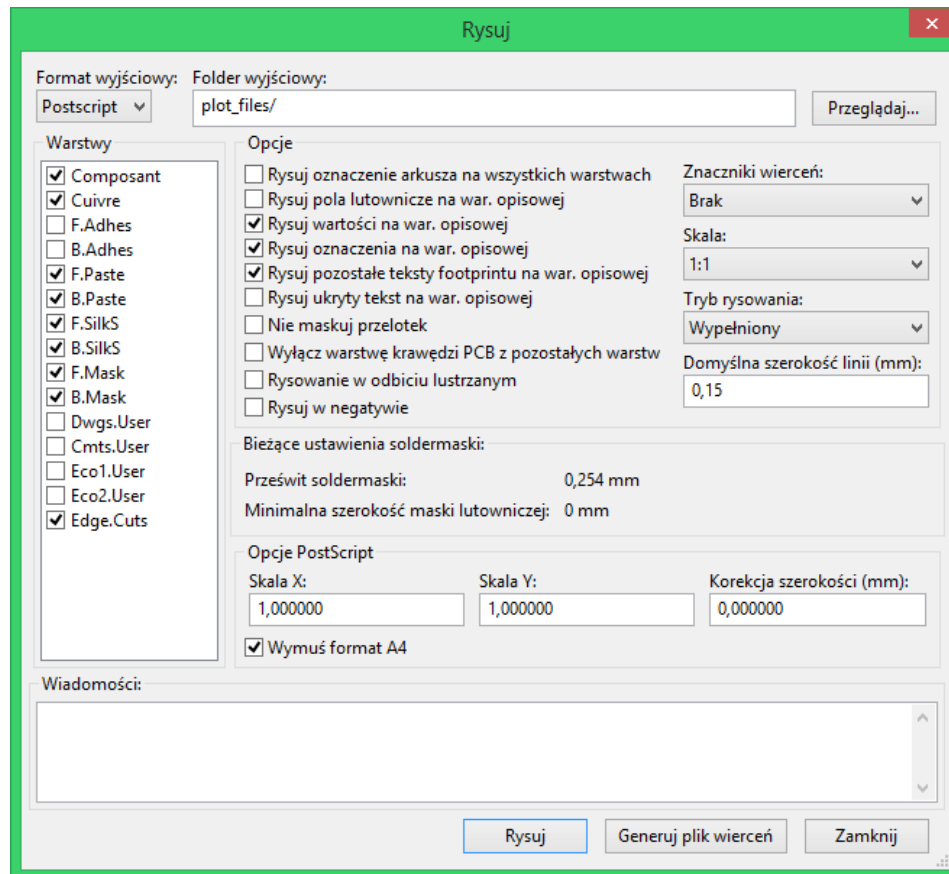 Rysuj
Format wyjściowy:
Folder wyjściowy:
Postscript
plot_files/
Przeglądaj...
Warstwy
Composant
Cuivre
F.Adhes
B.Adhes
F.Paste
B.Paste
F.SilkS
B.SilkS
F.Mask
B.Mask
Dwgs.User
Cmts.User
Eco1.User
Eco2.User
Edge.Cuts
Opcje
Rysuj oznaczenie arkusza na wszystkich warstwach
Rysuj pola lutownicze na war. opisowej
Rysuj wartości na war. opisowej
Rysuj oznaczenia na war. opisowej
Rysuj pozostałe teksty footprintu na war. opisowej
Rysuj ukryty tekst na war. opisowej
Nie maskuj przelotek
Wyłącz warstwę krawędzi PCB z pozostałych warstw
Rysowanie w odbiciu lustrzanym
Rysuj w negatywie
Znaczniki wierceń:
Brak
Skala:
1:1
Tryb rysowania:
Wypełniony
Domyślna szerokość linii (mm):
0,15
Bieżące ustawienia soldermaski:
Prześwit soldermaski: 0,254 mm
Minimalna szerokość maski lutowniczej: 0 mm
Opcje PostScript
Skala X:
1,000000
Skala Y:
1,000000
Korekcja szerokości (mm):
0,000000
Wymuś format A4
Wiadomości:
Rysuj
Generuj plik wierceń
Zamknij